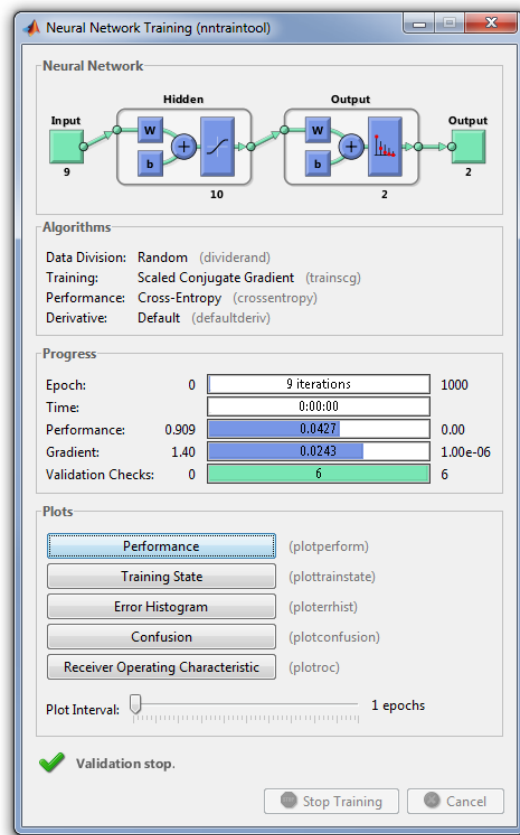 Neural Network Training (nntraintool)
Neural Network
Hidden Output
Input Output
W W
b b
9 10 2 2
Algorithms
Data Division: Random (dividerand)
Training: Scaled Conjugate Gradient (trainscg)
Performance: Cross-Entropy (crossentropy)
Derivative: Default (defaultderiv)
Progress
Epoch: 0 9 iterations 1000
Time: 0:00:00
Performance: 0.909 0.0427 0.00
Gradient: 1.40 0.0243 1.00e-06
Validation Checks: 0 6 6
Plots
Performance (plotperform)
Training State (plottrainstate)
Error Histogram (ploterrhist)
Confusion (plotconfusion)
Receiver Operating Characteristic (plotroc)
Plot Interval: 1 epochs
Validation stop.
Stop Training Cancel